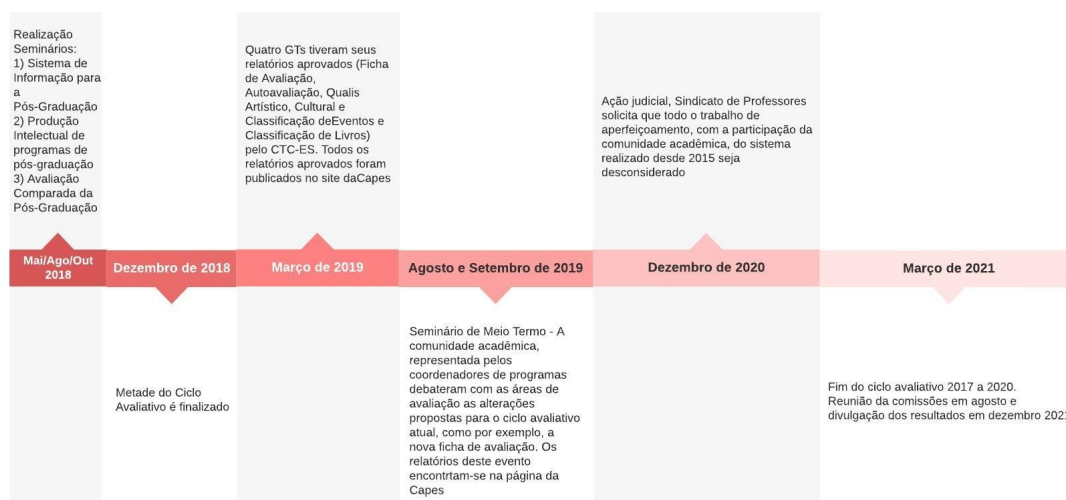 Realização
Seminários:
1) Sistema de
Informação para
a
Pós-Graduação
2) Produção
Intelectual de
programas de
pós-graduação
3) Avaliação
Comparada da
Pós-Graduação
Mai/Ago/Out
2018
Dezembro de 2018
Metade do Ciclo
Avaliativo é finalizado
Quatro GTs tiveram seus
relatórios aprovados (Ficha
de Avaliação,
Autoavaliação, Qualis
Artístico, Cultural e
Classificação deEventos e
Classificação de Livros)
pelo CTC-ES. Todos os
relatórios aprovados foram
publicados no site daCapes
Março de 2019
Agosto e Setembro de 2019
Seminário de Meio Termo - A
comunidade acadêmica,
representada pelos
coordenadores de programas
debateram com as áreas de
avaliação as alterações
propostas para o ciclo avaliativo
atual, como por exemplo, a
nova ficha de avaliação. Os
relatórios deste evento
encontrtam-se na página da
Capes
Ação judicial, Sindicato de Professores
solicita que todo o trabalho de
aperfeiçoamento, com a participação da
comunidade acadêmica, do sistema
realizado desde 2015 seja
desconsiderado
Dezembro de 2020
Março de 2021
Fim do ciclo avaliativo 2017 a 2020.
Reunião da comissões em agosto e
divulgação dos resultados em dezembro